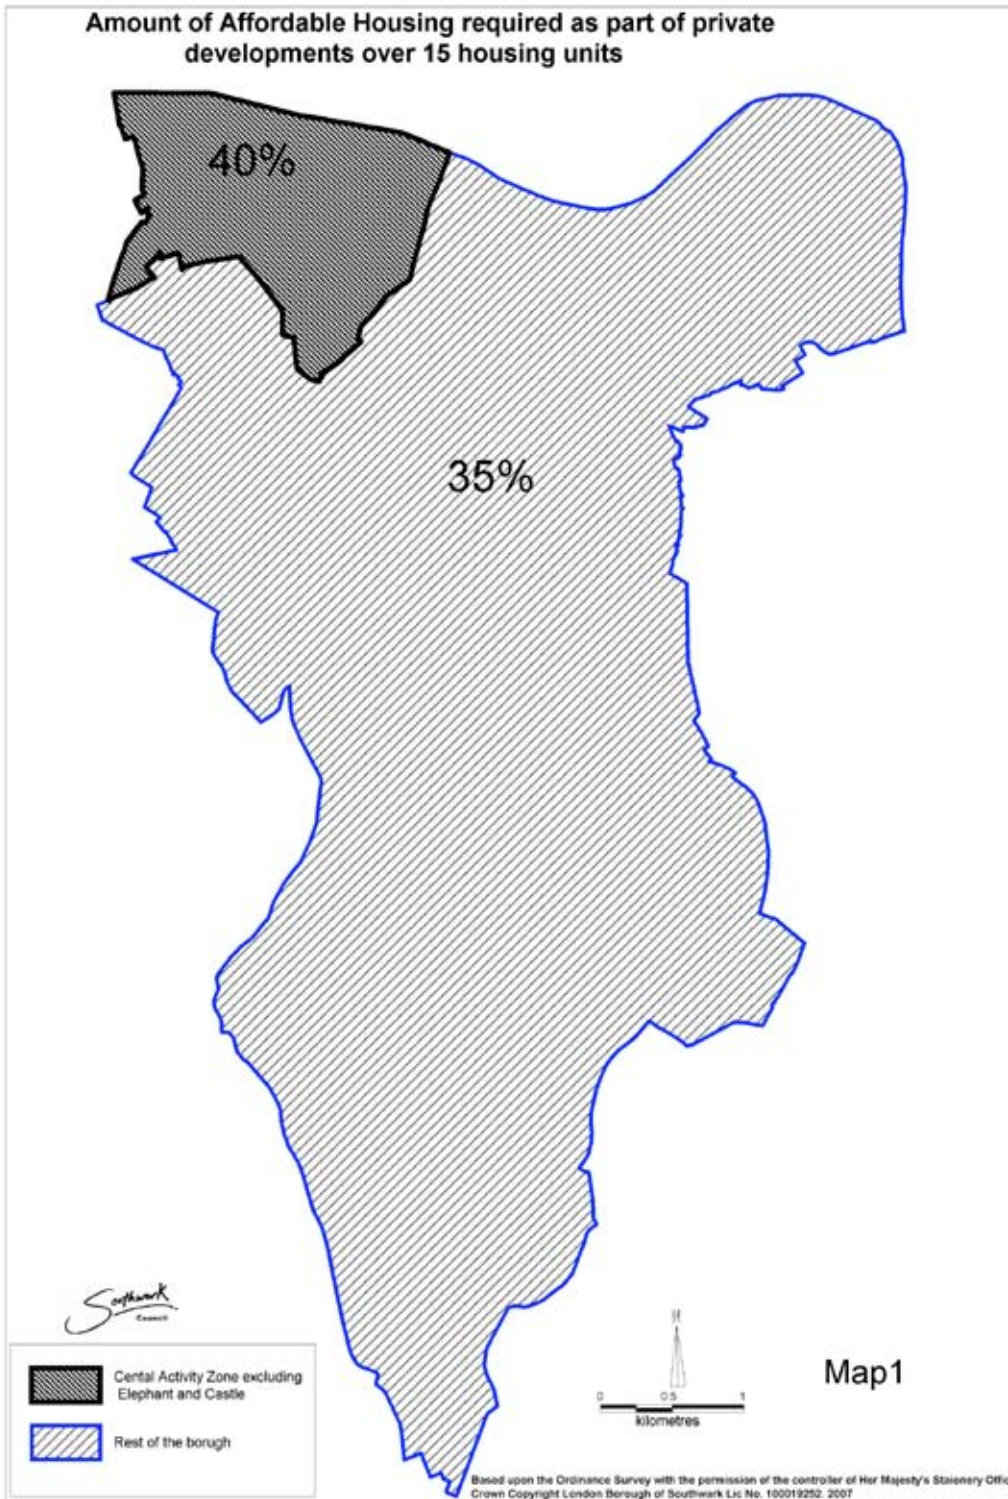 Amount of Affordable Housing required as part of private
developments over 15 housing units
40%
35%
Southwark
Council
Cental Activity Zone excluding
Elephant and Castle
Rest of the borugh
N
0 0.5 1
kilometres
Map1
Based upon the Ordinance Survey with the permission of the controller of Her Majesty's Staionery Offic
Crown Copyright London Borough of Southwark Lic No. 100019252. 2007